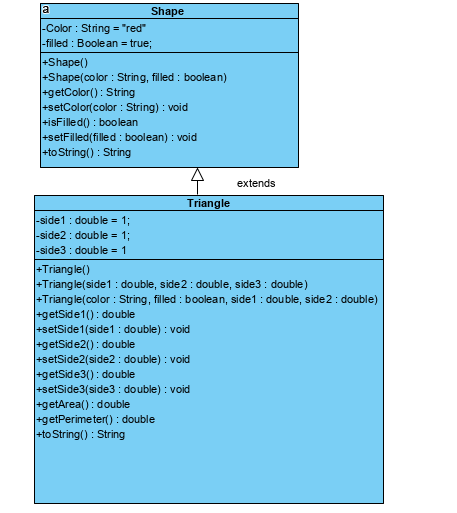 a
Shape
-Color : String = "red"
-filled : Boolean = true;
+Shape()
+Shape(color : String, filled : boolean)
+getColor() : String
+setColor(color : String) : void
+isFilled() : boolean
+setFilled(filled : boolean) : void
+toString() : String
extends
Triangle
-side1 : double = 1;
-side2 : double = 1;
-side3 : double = 1
+Triangle()
+Triangle(side1 : double, side2 : double, side3 : double)
+Triangle(color : String, filled : boolean, side1 : double, side2 : double)
+getSide1() : double
+setSide1(side1 : double) : void
+getSide2() : double
+setSide2(side2 : double) : void
+getSide3() : double
+setSide3(side3 : double) : void
+getArea() : double
+getPerimeter() : double
+toString() : String